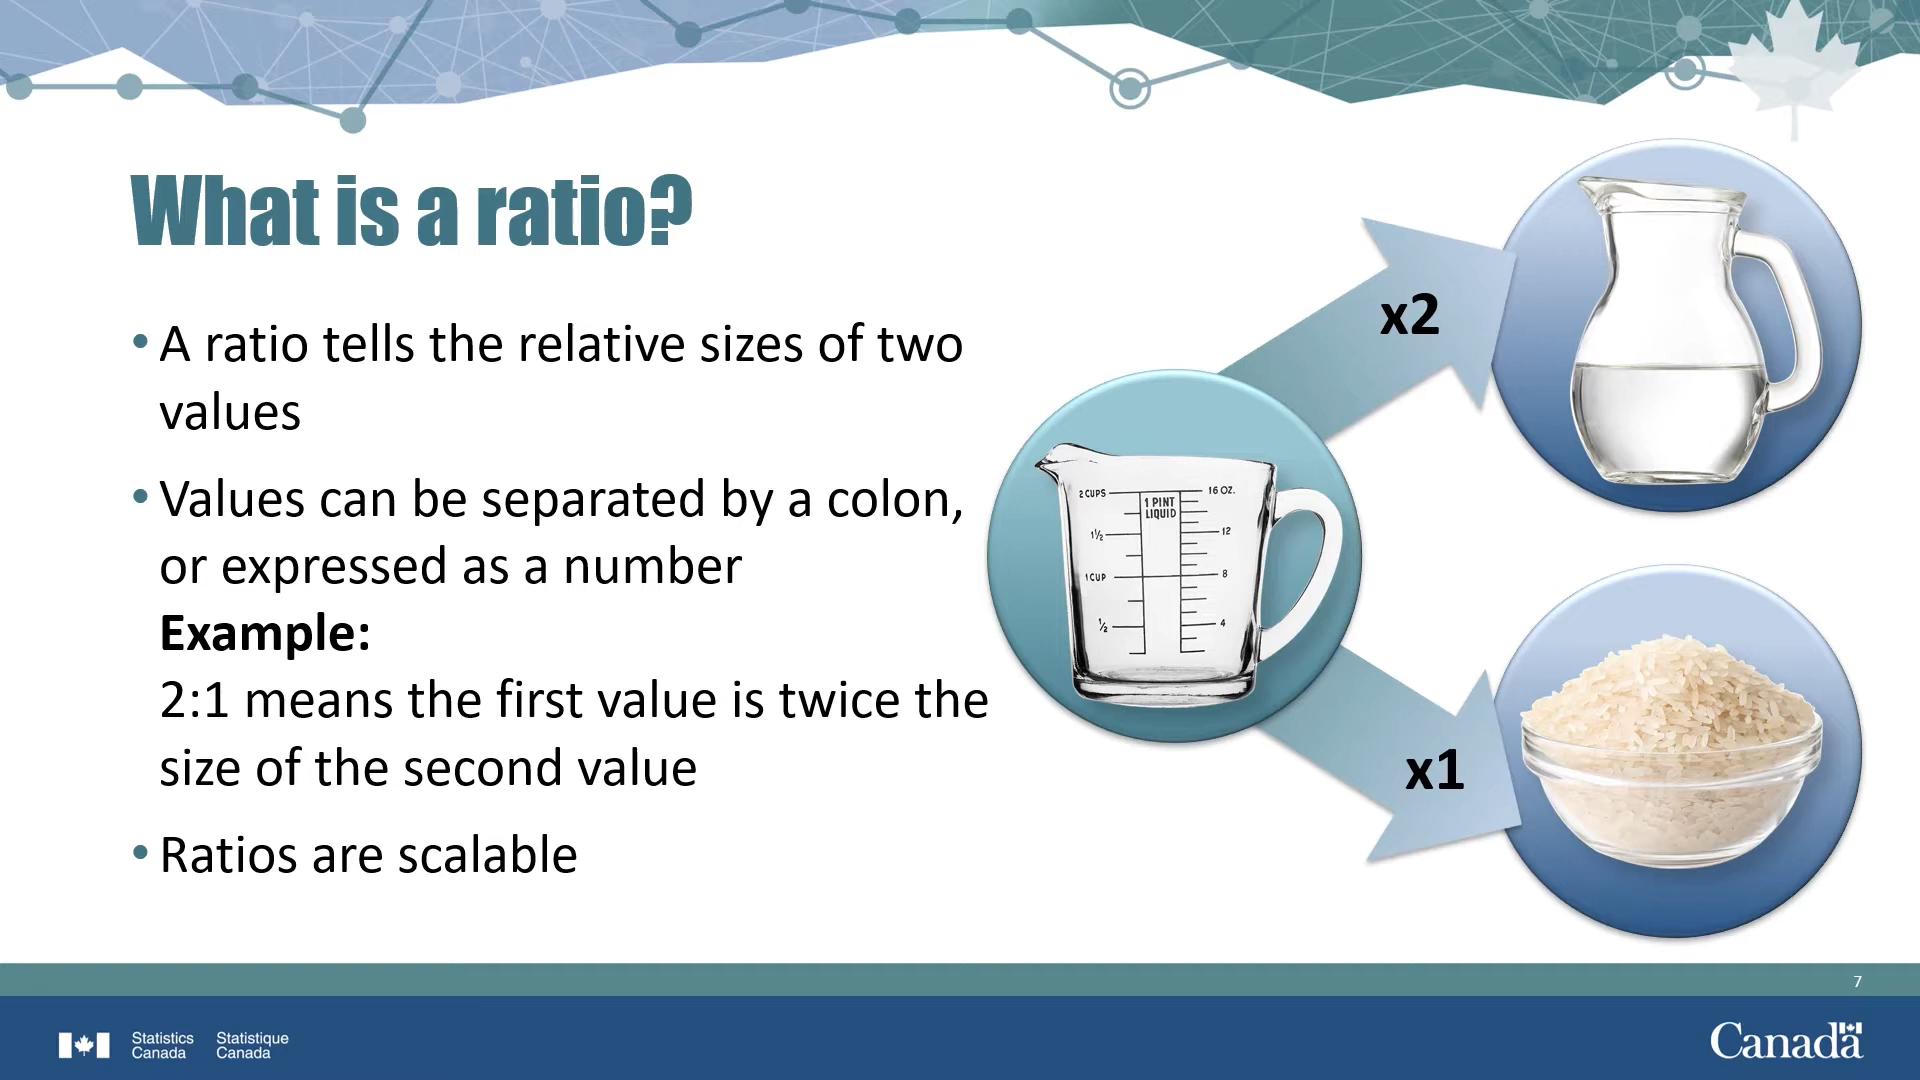 What is a ratio?
• A ratio tells the relative sizes of two
values
• Values can be separated by a colon,
or expressed as a number
Example:
2:1 means the first value is twice the
size of the second value
• Ratios are scalable
x2
2 CUPS
16 OZ.
1 PINT
LIQUID
1½
12
1 CUP
8
½
4
x1
7
Statistics
Canada
Statistique
Canada
Canada